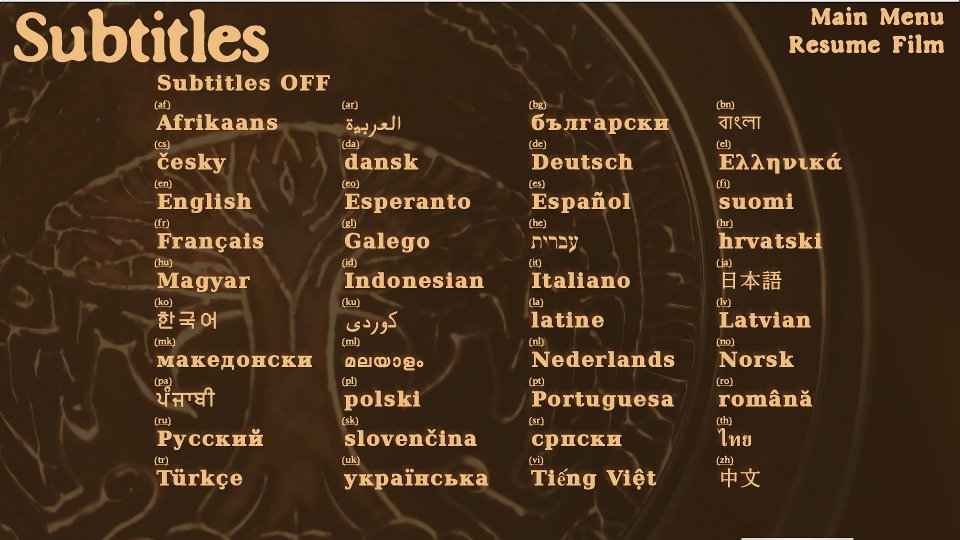 Subtitles
Main Menu
Resume Film
Subtitles OFF
(af) (ar) (bg) (bn)
Afrikaans العربية български বাংলা
(cs) (da) (de) (el)
česky dansk Deutsch Ελληνικά
(en) (eo) (es) (fi)
English Esperanto Español suomi
(fr) (gl) (he) (hr)
Français Galego עברית hrvatski
(hu) (id) (it) (ja)
Magyar Indonesian Italiano 日本語
(ko) (ku) (la) (lv)
한국어 كوردی latine Latvian
(mk) (ml) (nl) (no)
македонски മലയാളം Nederlands Norsk
(pa) (pl) (pt) (ro)
ਪੰਜਾਬੀ polski Portuguesa română
(ru) (sk) (sr) (th)
Русский slovenčina српски ไทย
(tr) (uk) (vi) (zh)
Türkçe українська Tiếng Việt 中文